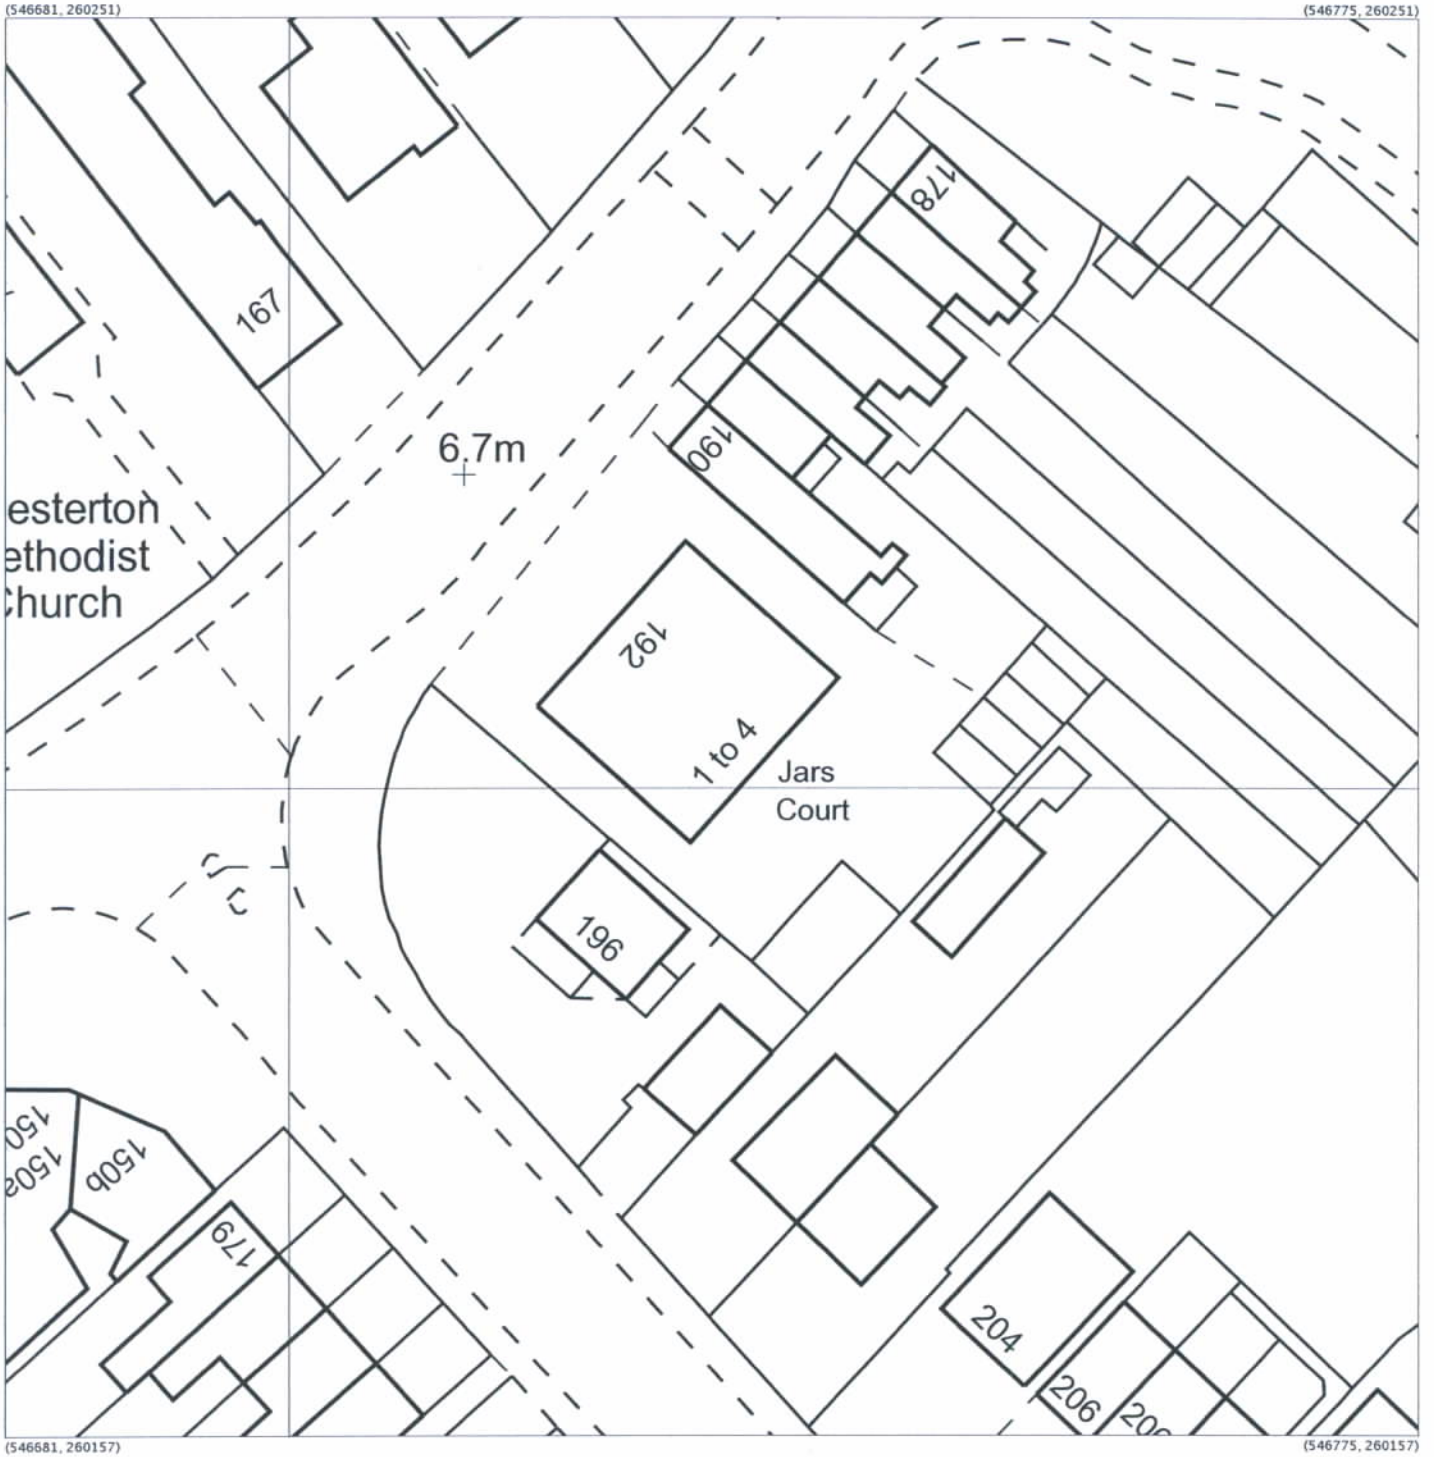 (546681, 260251)
(546775, 260251)
178
167
190
6.7m
esterton
ethodist
Church
192
1 to 4
Jars
Court
196
150b
179
204
206
(546681, 260157)
(546775, 260157)